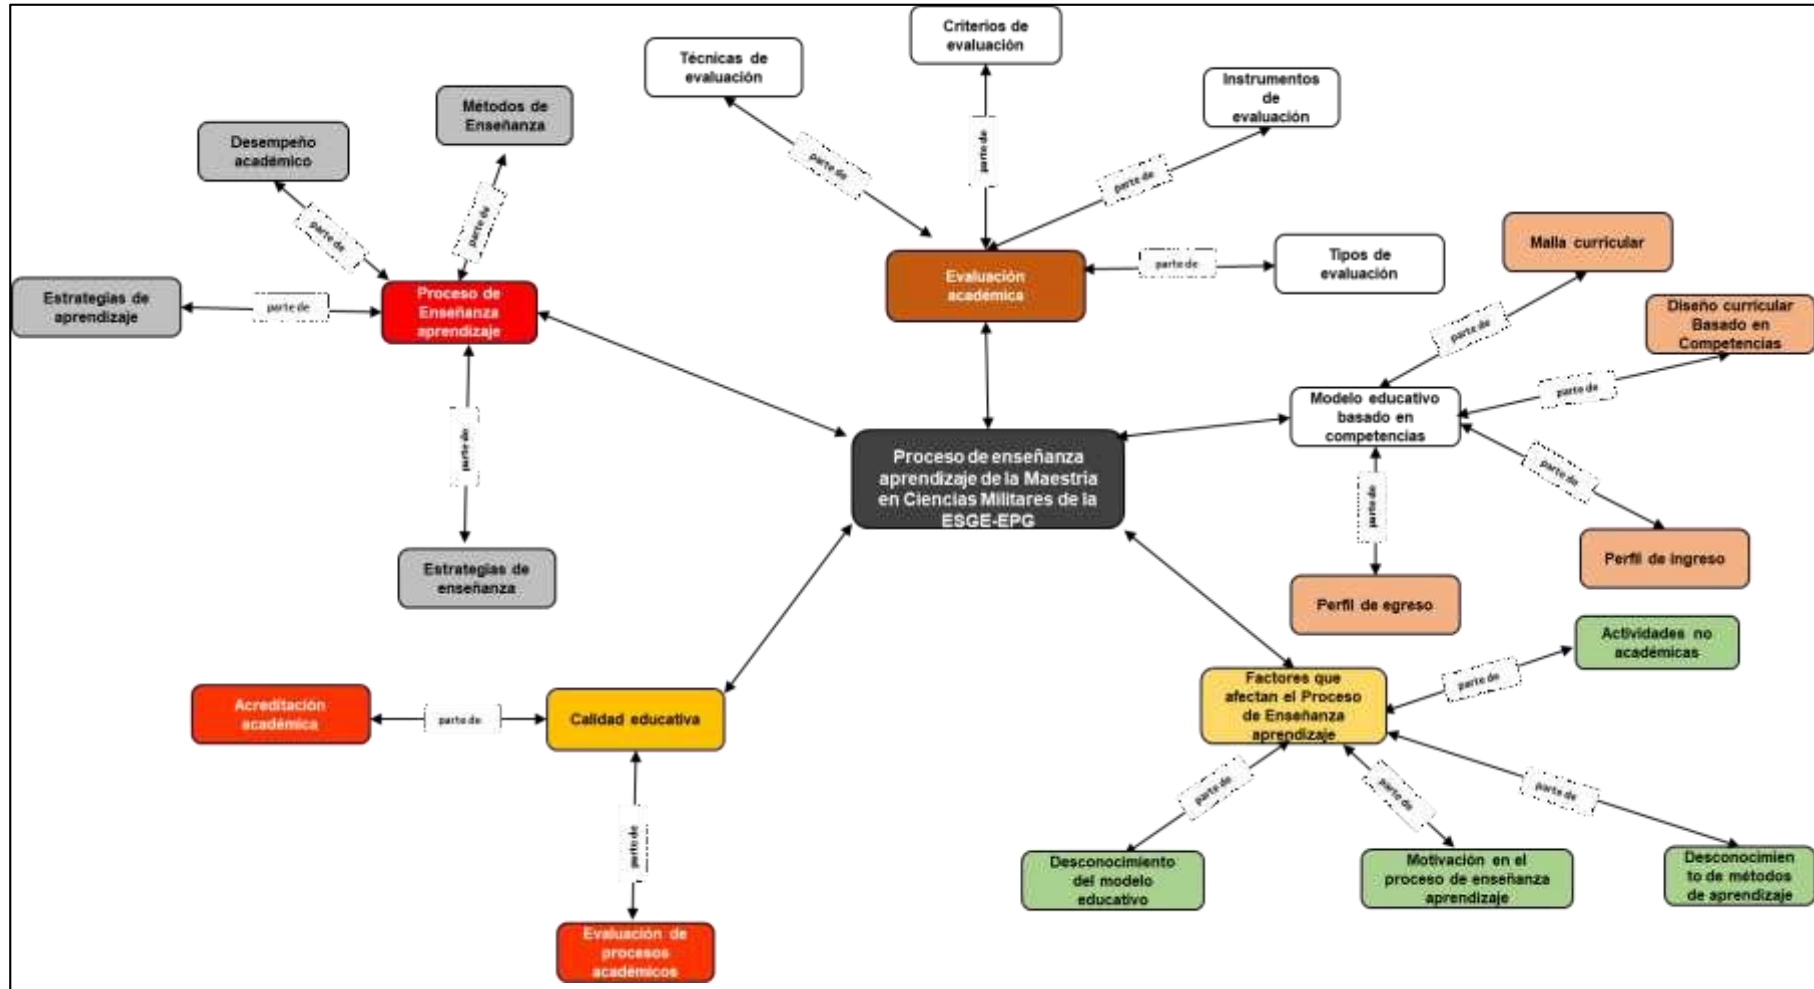 Criterios de
evaluación
Técnicas de
evaluación
Instrumentos
de
evaluación
Métodos de
Enseñanza
Desempeño
académico
parte de
parte de
parte de
parte de
parte de
Malla curricular
Tipos de
evaluación
parte de
Evaluación
académica
Estrategias de
aprendizaje
parte de
Proceso de
Enseñanza
aprendizaje
Diseño curricular
Basado en
Competencias
parte de
parte de
Modelo educativo
basado en
competencias
parte de
Proceso de enseñanza
aprendizaje de la Maestria
en Ciencias Militares de la
ESGE-EPG
parte de
parte de
Perfil de ingreso
Estrategias de
enseñanza
Perfil de egreso
Actividades no
académicas
parte de
Factores que
afectan el Proceso
de Enseñanza
aprendizaje
Acreditación
académica
parte de
Calidad educativa
parte de
parte de
parte de
parte de
Desconocimiento
del modelo
educativo
Motivación en el
proceso de enseñanza
aprendizaje
Desconocimien
to de métodos
de aprendizaje
Evaluación de
procesos
académicos